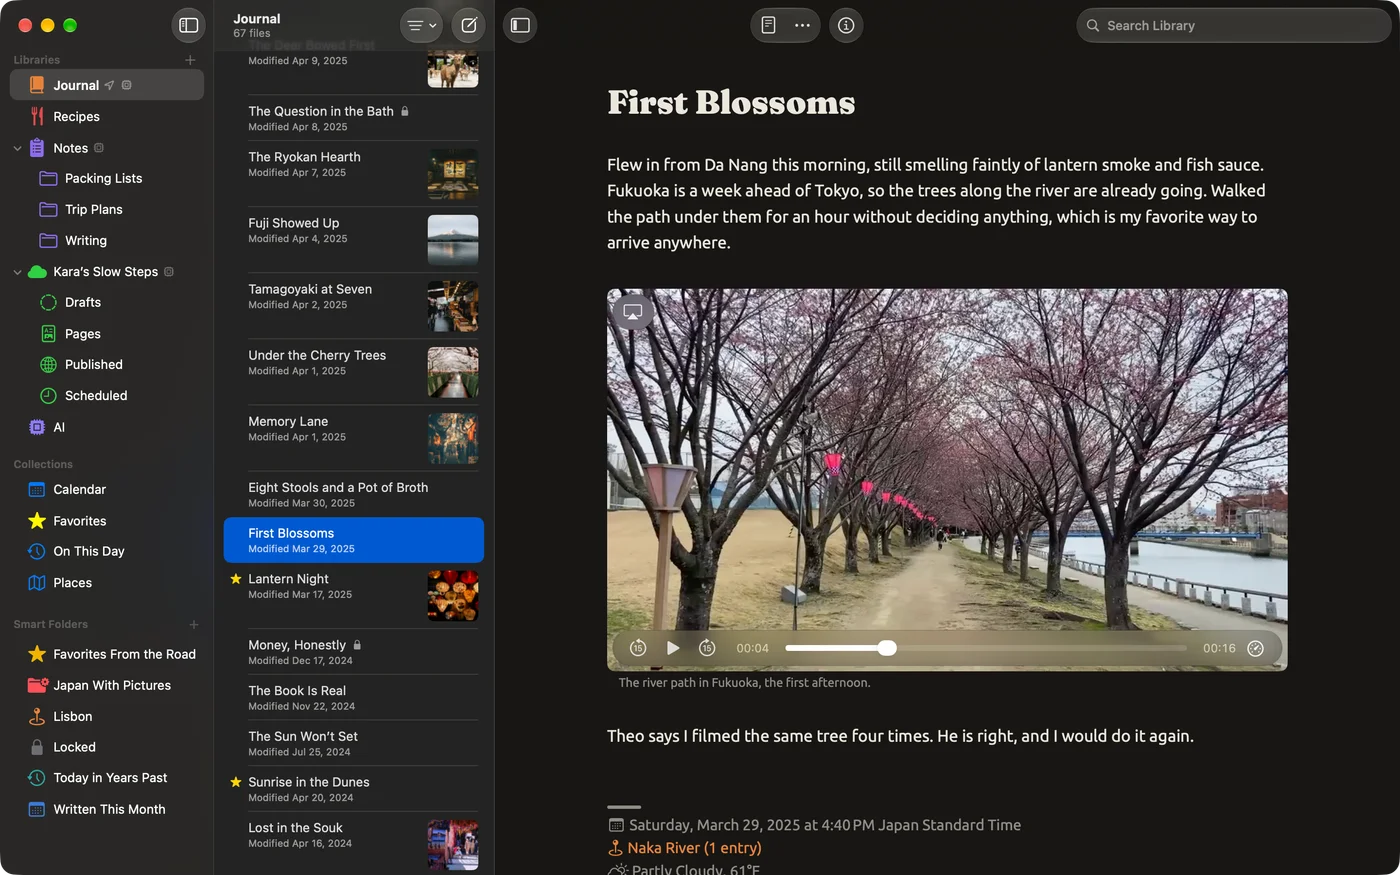 Journal
67 files
Search Library
Libraries
Journal
Recipes
Notes
Packing Lists
Trip Plans
Writing
Kara's Slow Steps
Drafts
Pages
Published
Scheduled
AI
Collections
Calendar
Favorites
On This Day
Places
Smart Folders
Favorites From the Road
Japan With Pictures
Lisbon
Locked
Today in Years Past
Written This Month
The Deer Bowed First
Modified Apr 9, 2025
The Question in the Bath
Modified Apr 8, 2025
The Ryokan Hearth
Modified Apr 7, 2025
Fuji Showed Up
Modified Apr 4, 2025
Tamagoyaki at Seven
Modified Apr 2, 2025
Under the Cherry Trees
Modified Apr 1, 2025
Memory Lane
Modified Apr 1, 2025
Eight Stools and a Pot of Broth
Modified Mar 30, 2025
First Blossoms
Modified Mar 29, 2025
Lantern Night
Modified Mar 17, 2025
Money, Honestly
Modified Dec 17, 2024
The Book Is Real
Modified Nov 22, 2024
The Sun Won't Set
Modified Jul 25, 2024
Sunrise in the Dunes
Modified Apr 20, 2024
Lost in the Souk
Modified Apr 16, 2024
First Blossoms
Flew in from Da Nang this morning, still smelling faintly of lantern smoke and fish sauce.
Fukuoka is a week ahead of Tokyo, so the trees along the river are already going. Walked
the path under them for an hour without deciding anything, which is my favorite way to
arrive anywhere.
15
15
00:04
00:16
The river path in Fukuoka, the first afternoon.
Theo says I filmed the same tree four times. He is right, and I would do it again.
Saturday, March 29, 2025 at 4:40 PM Japan Standard Time
Naka River (1 entry)
Partly Cloudy, 61°F